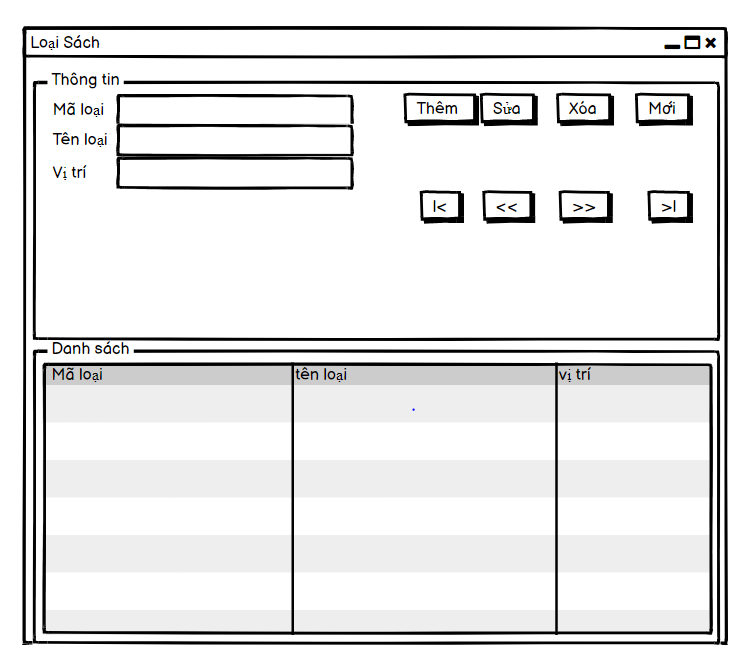 Loại Sách
Thông tin
Mã loại
Thêm Sửa Xóa Mới
Tên loại
Vị trí
|< << >> >|
Danh sách
Mã loại tên loại vị trí